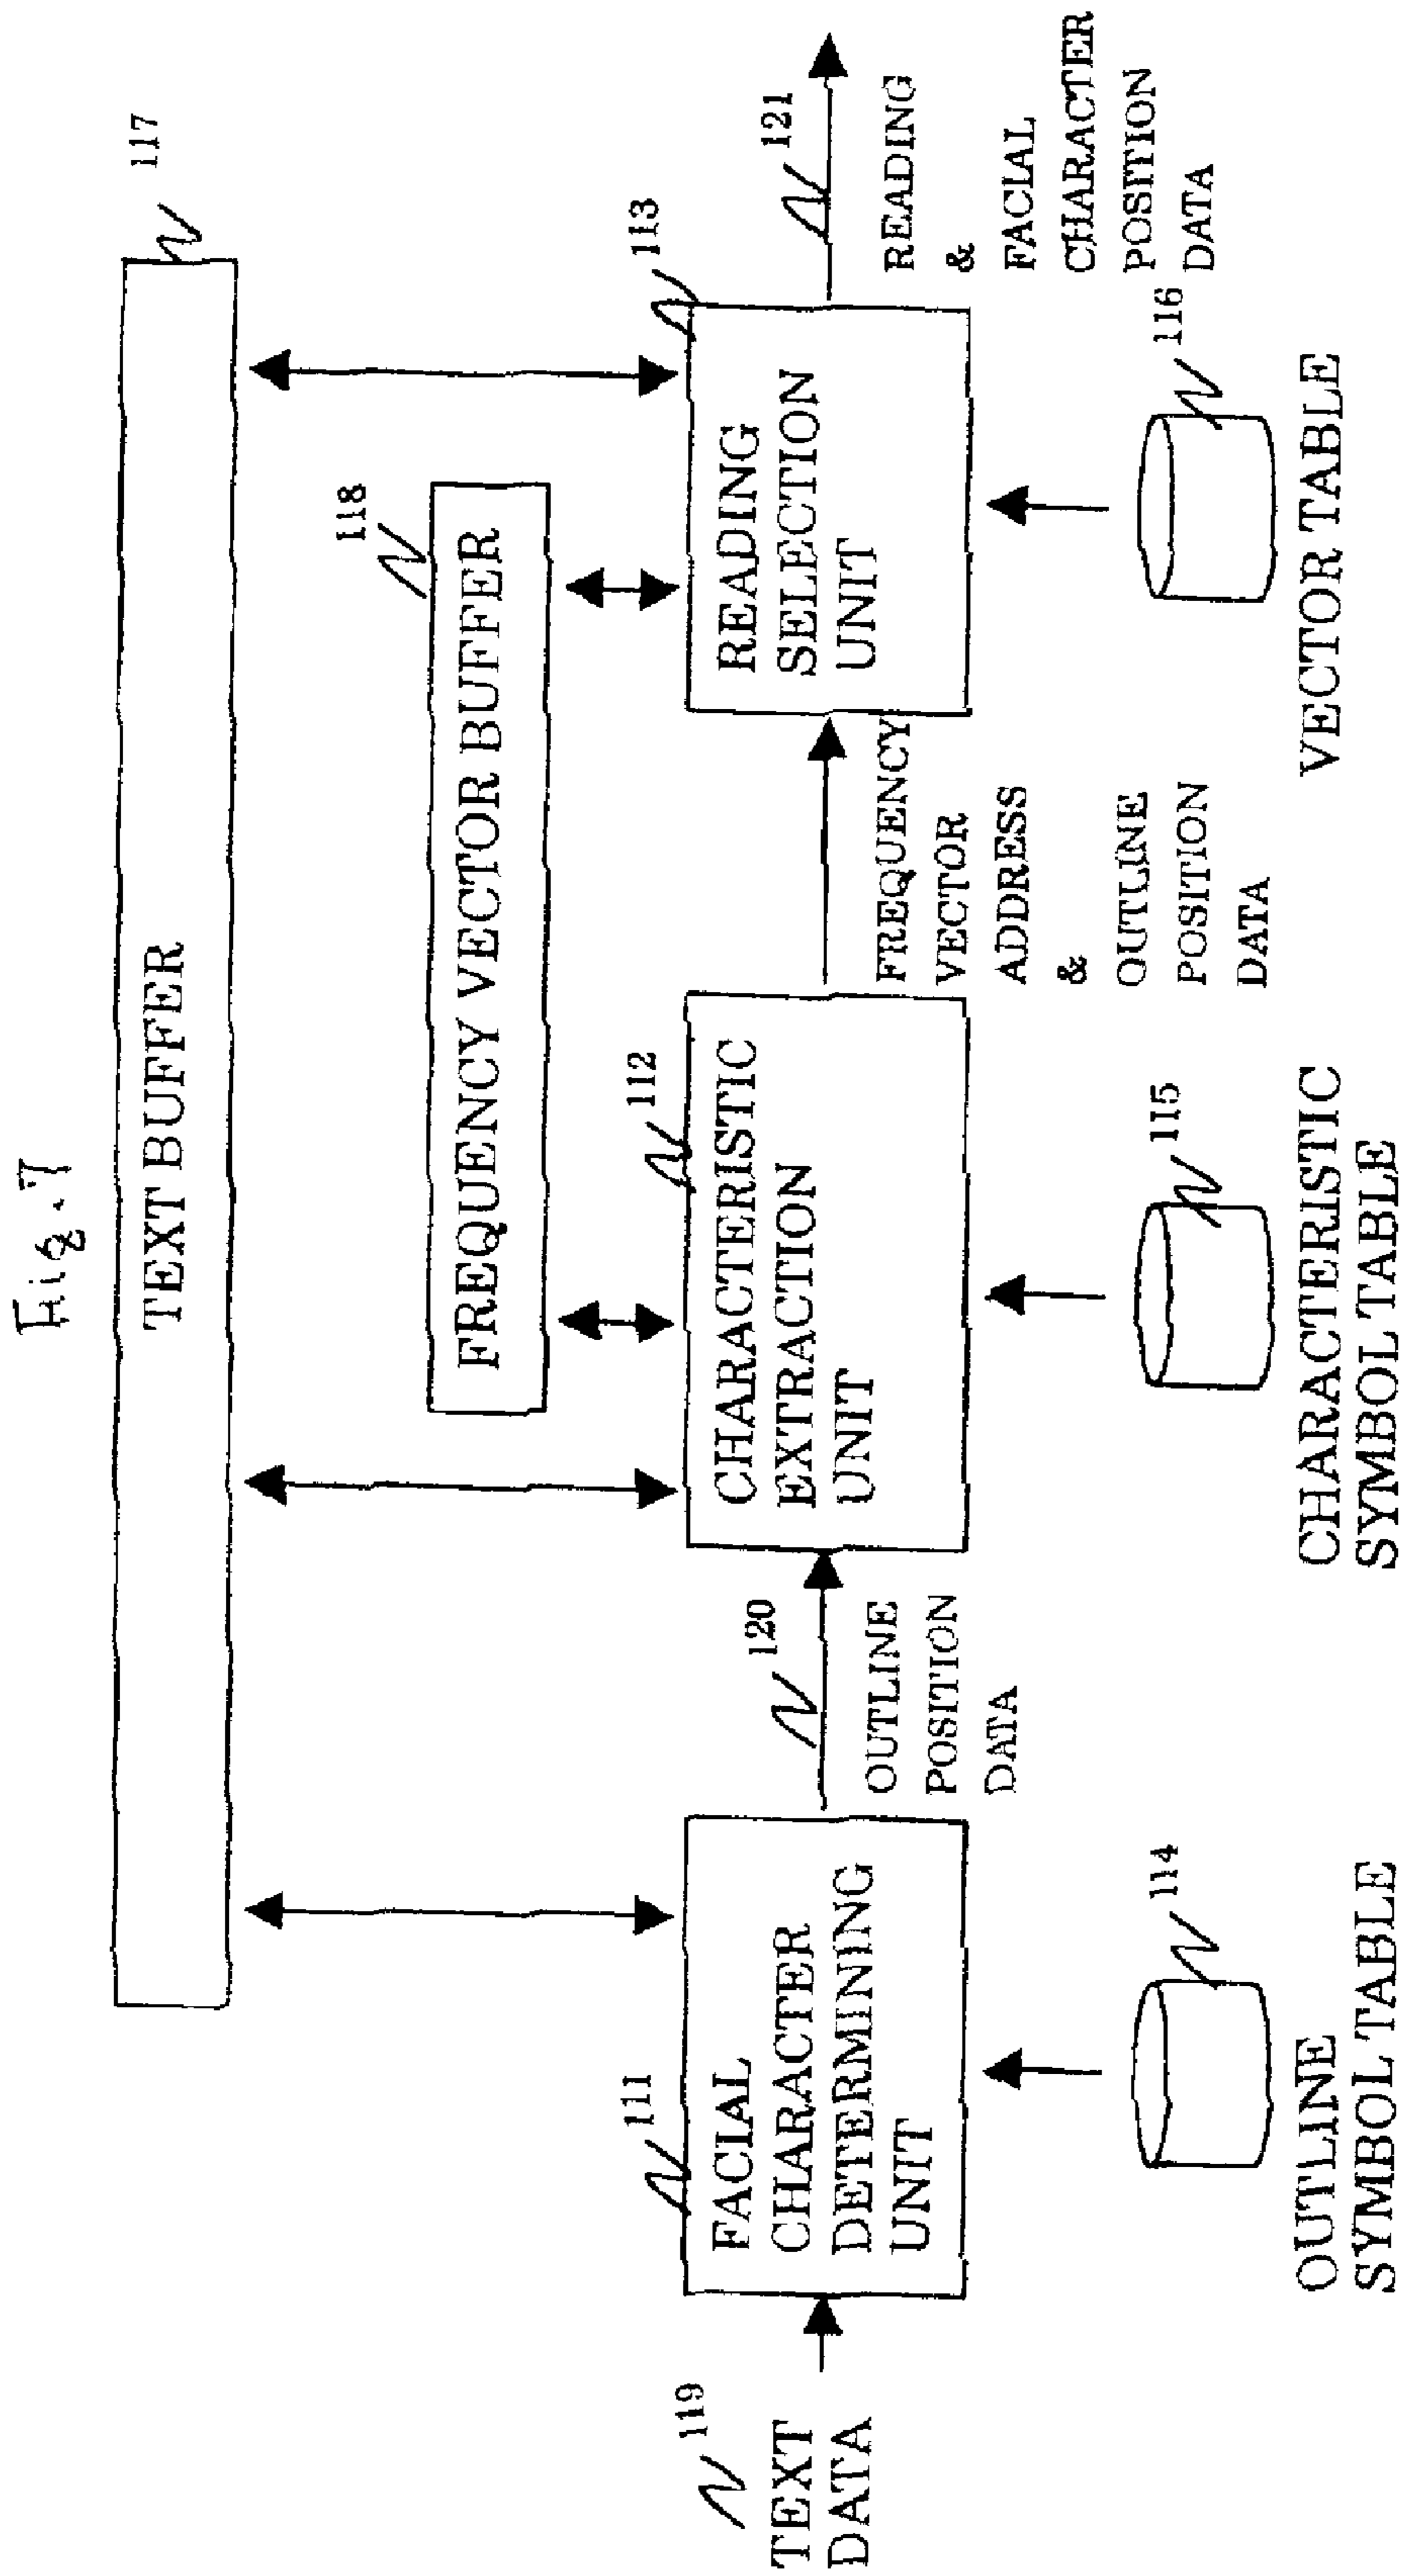 Fig.7
TEXT BUFFER
117
FREQUENCY VECTOR BUFFER
118
119
TEXT
DATA
111
FACIAL
CHARACTER
DETERMINING
UNIT
120
OUTLINE
POSITION
DATA
112
CHARACTERISTIC
EXTRACTION
UNIT
FREQUENCY
VECTOR
ADDRESS
& OUTLINE
POSITION
DATA
113
READING
SELECTION
UNIT
121
READING
& FACIAL
CHARACTER
POSITION
DATA
114
OUTLINE
SYMBOL TABLE
115
CHARACTERISTIC
SYMBOL TABLE
116
VECTOR TABLE